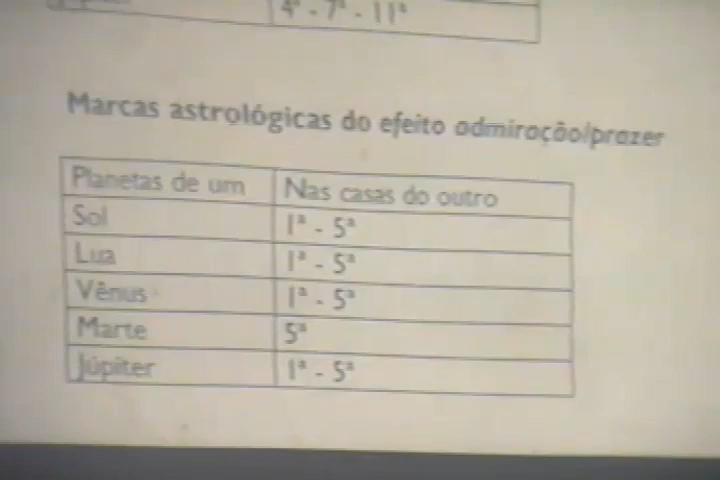 4ª - 7ª - 11ª
Marcas astrológicas do efeito admiração/prazer
Planetas de um Nas casas do outro
Sol 1ª - 5ª
Lua 1ª - 5ª
Vênus 1ª - 5ª
Marte 5ª
Júpiter 1ª - 5ª